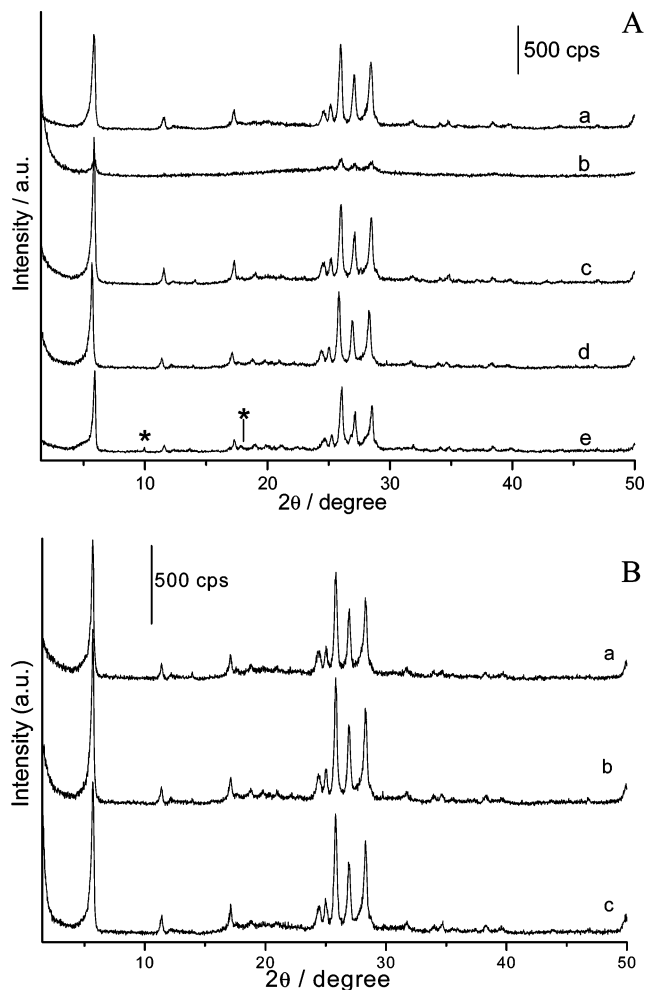 A
500 cps
a
b
c
d
* *
e
Intensity / a.u.
10 20 30 40 50
2θ / degree
B
500 cps
a
b
c
Intensity (a.u.)
10 20 30 40 50
2θ / degree